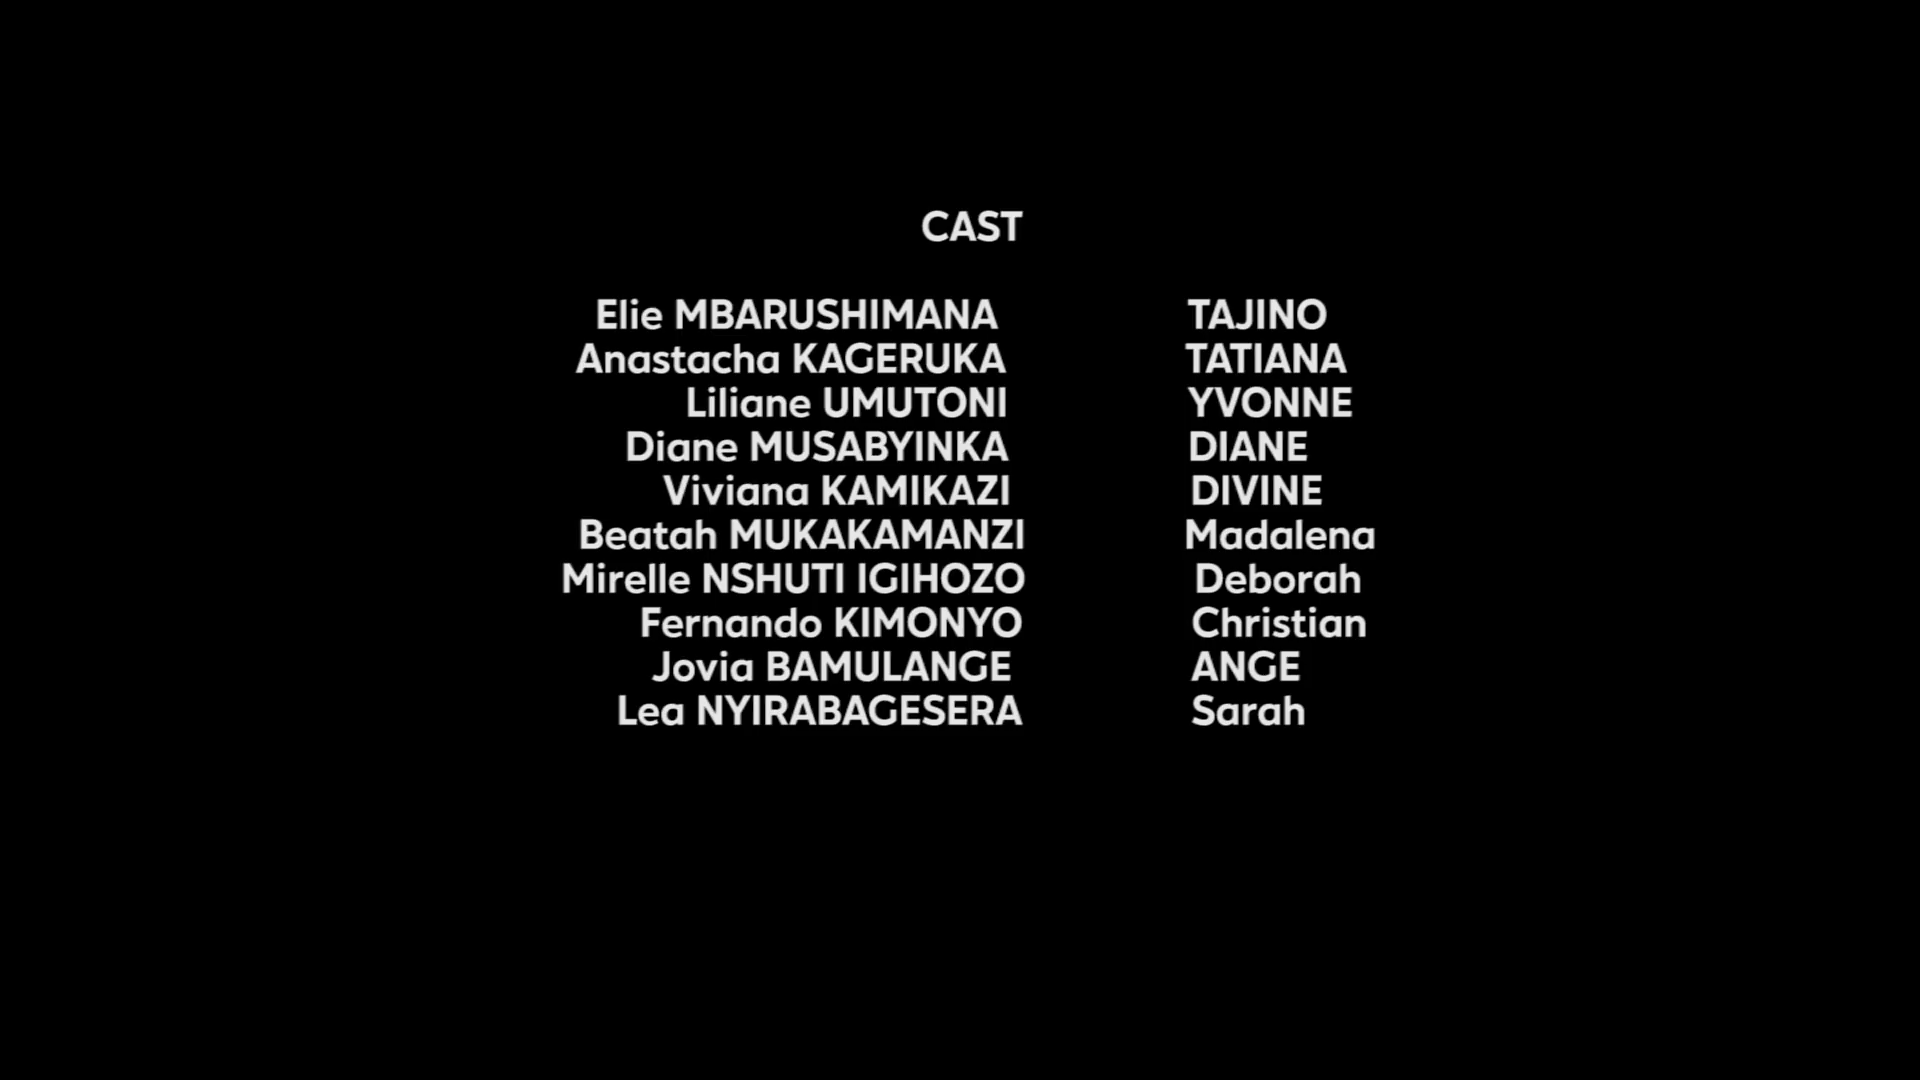 CAST
Elie MBARUSHIMANA TAJINO
Anastacha KAGERUKA TATIANA
Liliane UMUTONI YVONNE
Diane MUSABYINKA DIANE
Viviana KAMIKAZI DIVINE
Beatah MUKAKAMANZI Madalena
Mirelle NSHUTI IGIHOZO Deborah
Fernando KIMONYO Christian
Jovia BAMULANGE ANGE
Lea NYIRABAGESERA Sarah